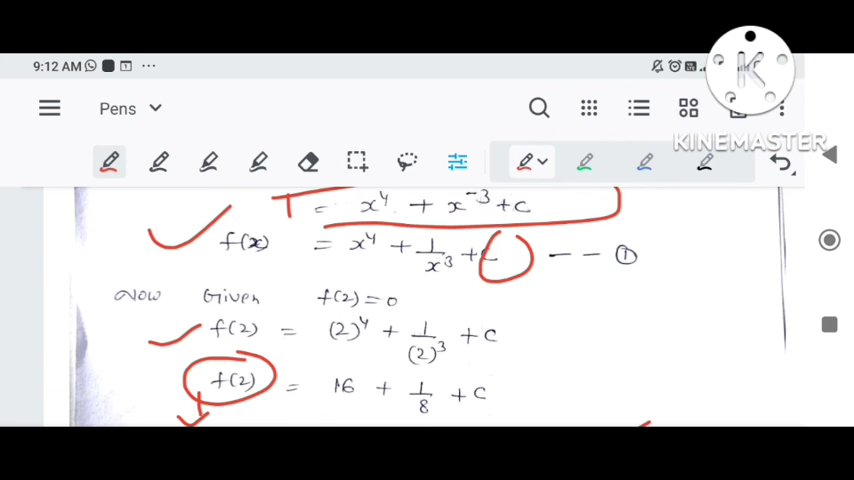 9:12 AM
KINEMASTER
Pens
= x⁴ + x⁻³ + c
f(x) = x⁴ + 1/x³ + c -- ①
Now Given f(2)=0
f(2) = (2)⁴ + 1/(2)³ + c
f(2) = 16 + 1/8 + c